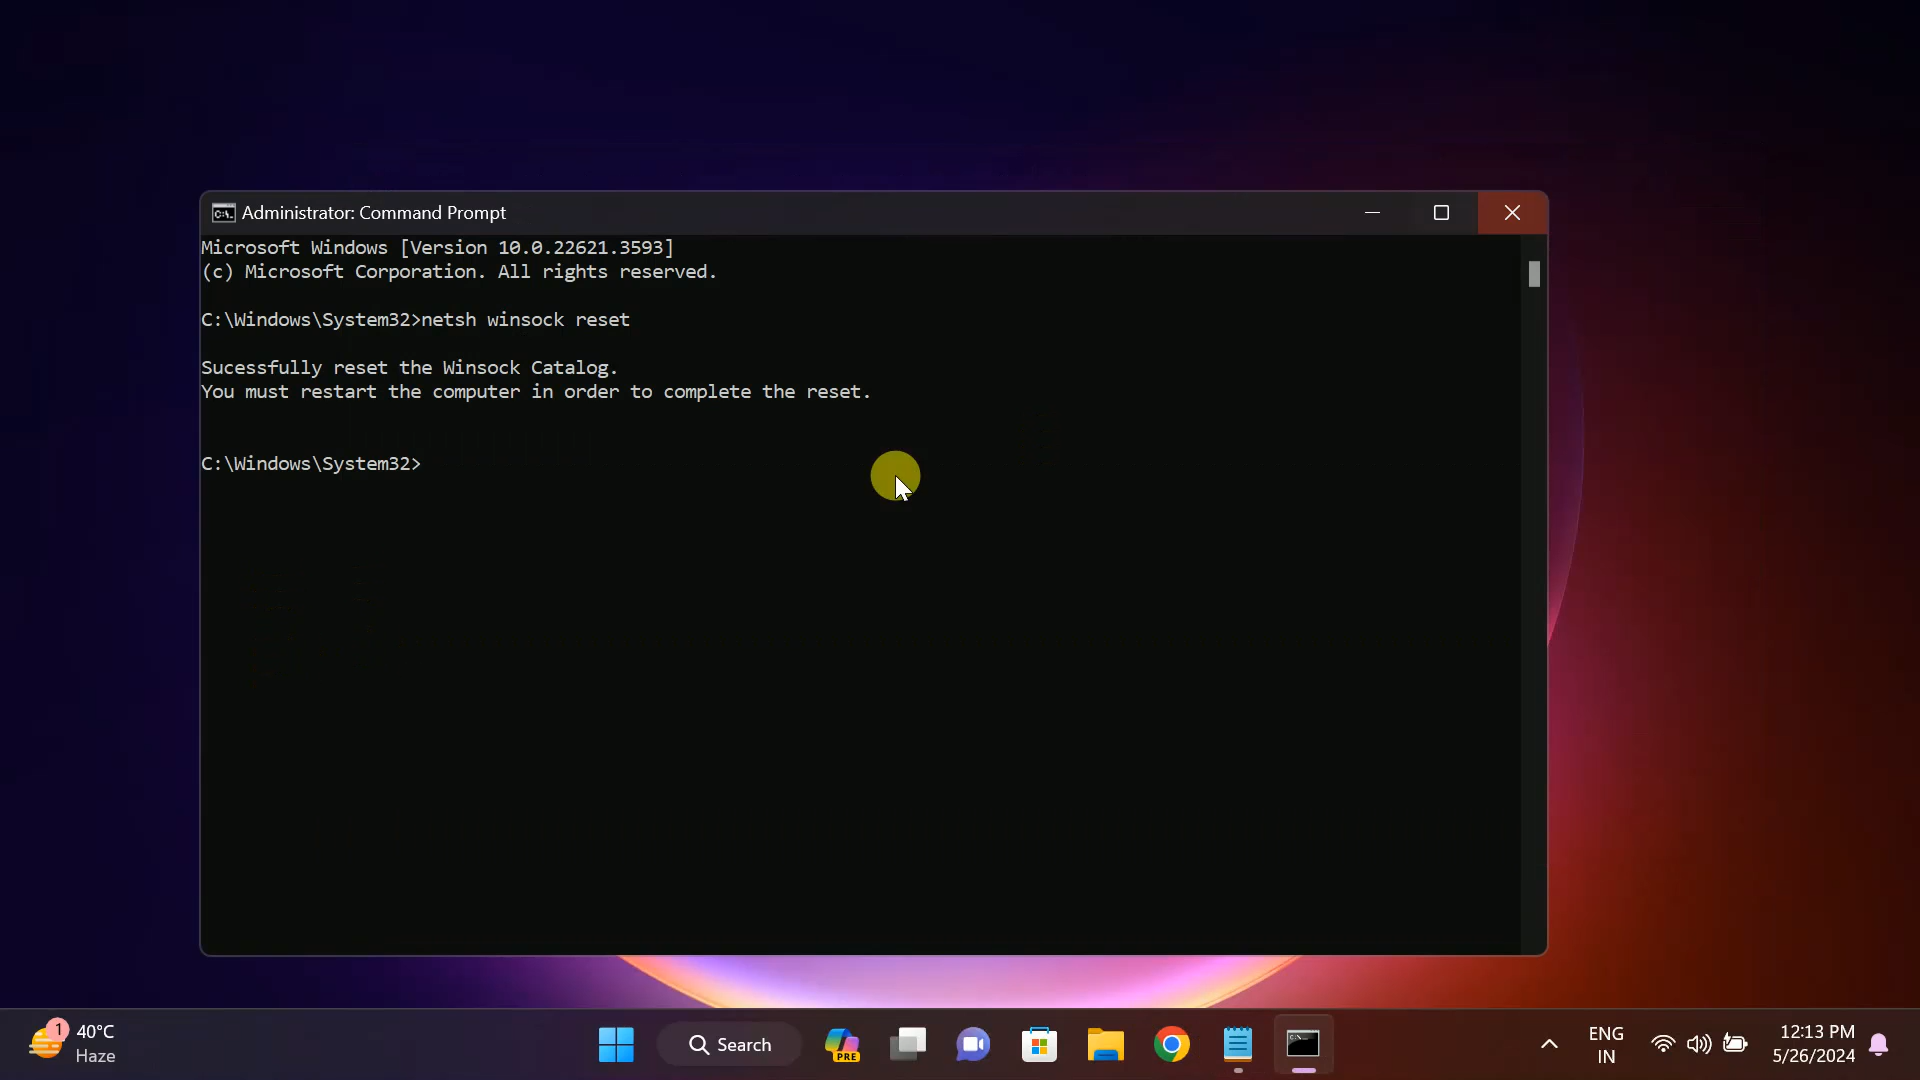 Administrator: Command Prompt
Microsoft Windows [Version 10.0.22621.3593]
(c) Microsoft Corporation. All rights reserved.
C:\Windows\System32>netsh winsock reset
Sucessfully reset the Winsock Catalog.
You must restart the computer in order to complete the reset.
C:\Windows\System32>
1
40°C
Haze
Search
PRE
ENG
IN
12:13 PM
5/26/2024